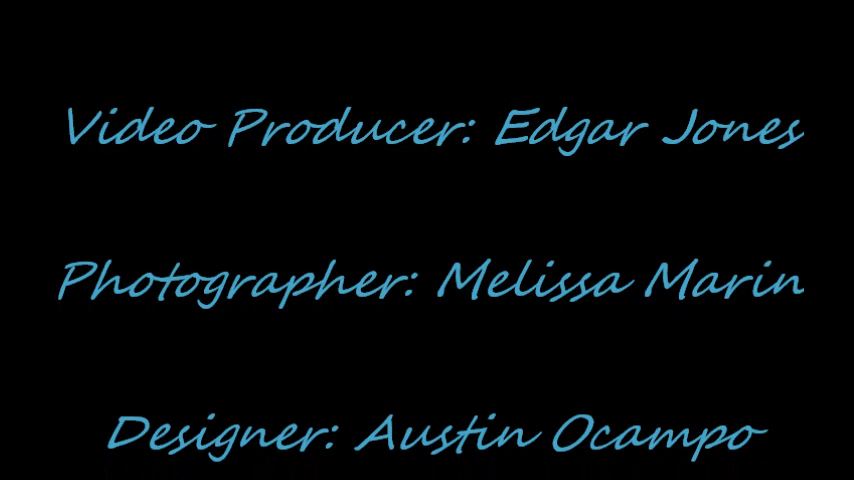 Video Producer: Edgar Jones
Photographer: Melissa Marin
Designer: Austin Ocampo